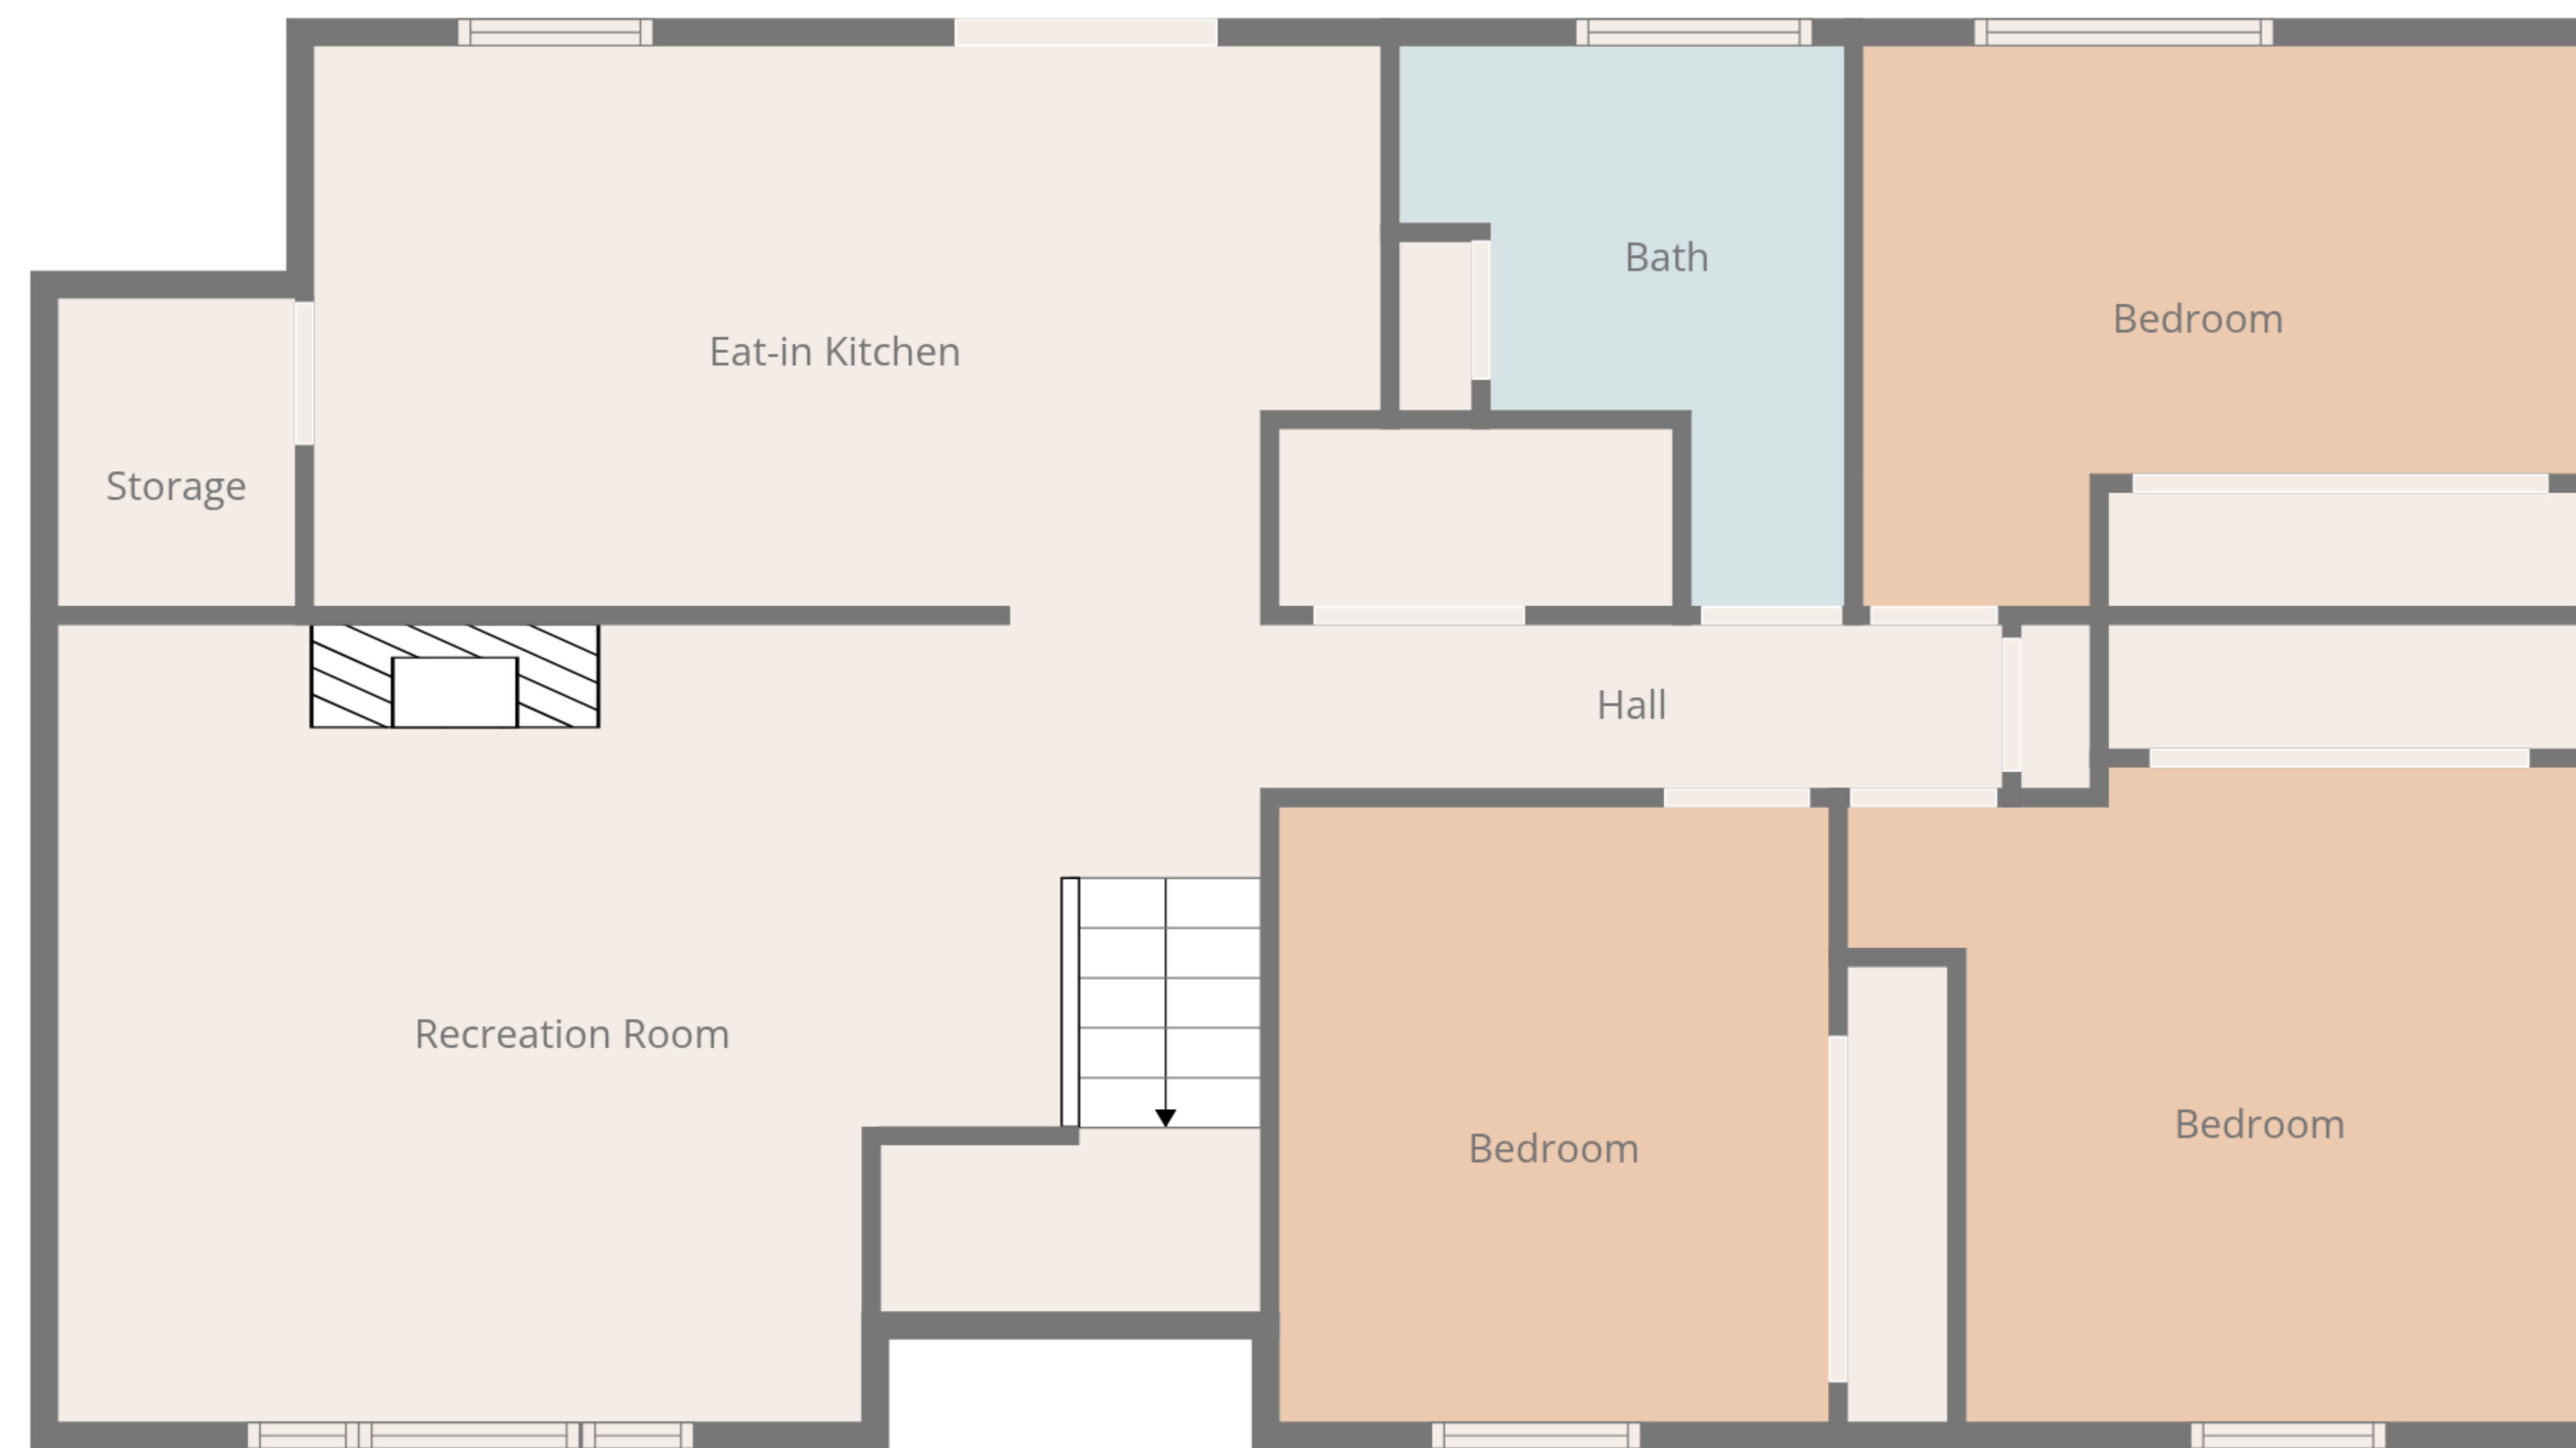 Bath
Bedroom
Eat-in Kitchen
Storage
Hall
Recreation Room
Bedroom
Bedroom